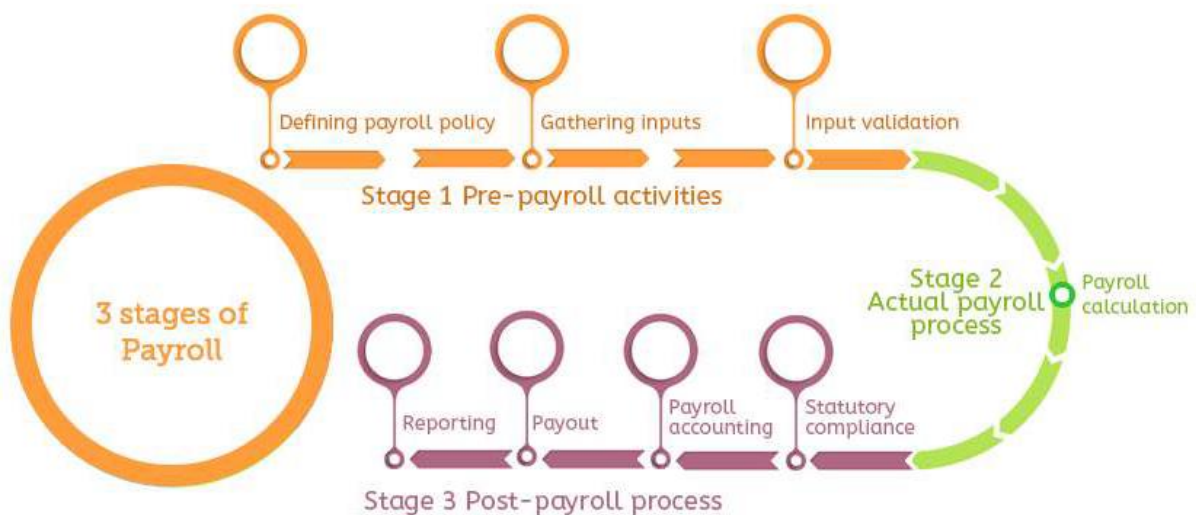 Defining payroll policy
Gathering inputs
Input validation
Stage 1 Pre-payroll activities
3 stages of
Payroll
Stage 2
Actual payroll
process
Payroll
calculation
Reporting
Payout
Payroll
accounting
Statutory
compliance
Stage 3 Post-payroll process